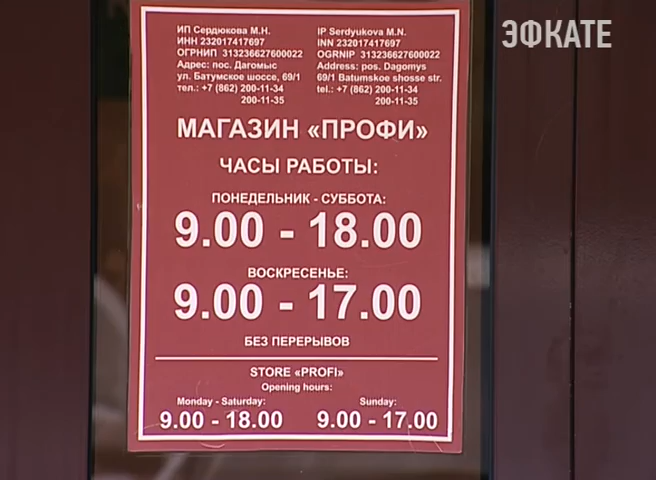 ЭФКАТЕ
ИП Сердюкова М.Н.
ИНН 232017417697
ОГРНИП 313236627600022
Адрес: пос. Дагомыс
ул. Батумское шоссе, 69/1
тел.: +7 (862) 200-11-34
200-11-35
IP Serdyukova M.N.
INN 232017417697
OGRNIP 313236627600022
Address: pos. Dagomys
69/1 Batumskoe shosse str.
tel.: +7 (862) 200-11-34
200-11-35
МАГАЗИН «ПРОФИ»
ЧАСЫ РАБОТЫ:
ПОНЕДЕЛЬНИК - СУББОТА:
9.00 - 18.00
ВОСКРЕСЕНЬЕ:
9.00 - 17.00
БЕЗ ПЕРЕРЫВОВ
STORE «PROFI»
Opening hours:
Monday - Saturday:
9.00 - 18.00
Sunday:
9.00 - 17.00